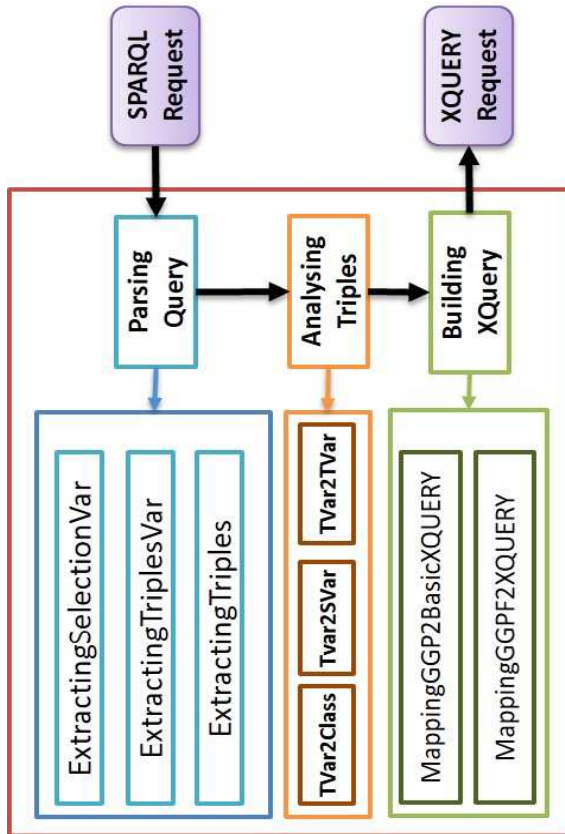 SPARQL
Request
XQUERY
Request
Parsing
Query
Analysing
Triples
Building
XQuery
ExtractingSelectionVar
ExtractingTriplesVar
ExtractingTriples
TVar2Class
Tvar2SVar
TVar2TVar
MappingGGP2BasicXQUERY
MappingGGPF2XQUERY